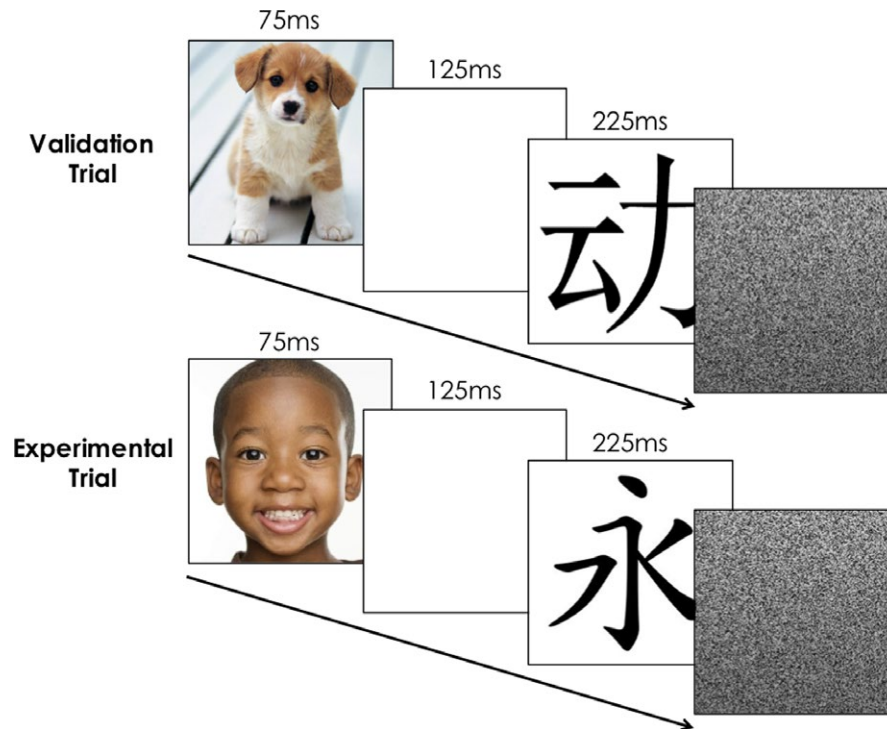 75ms
125ms
225ms
Validation
Trial
动
75ms
125ms
225ms
Experimental
Trial
永